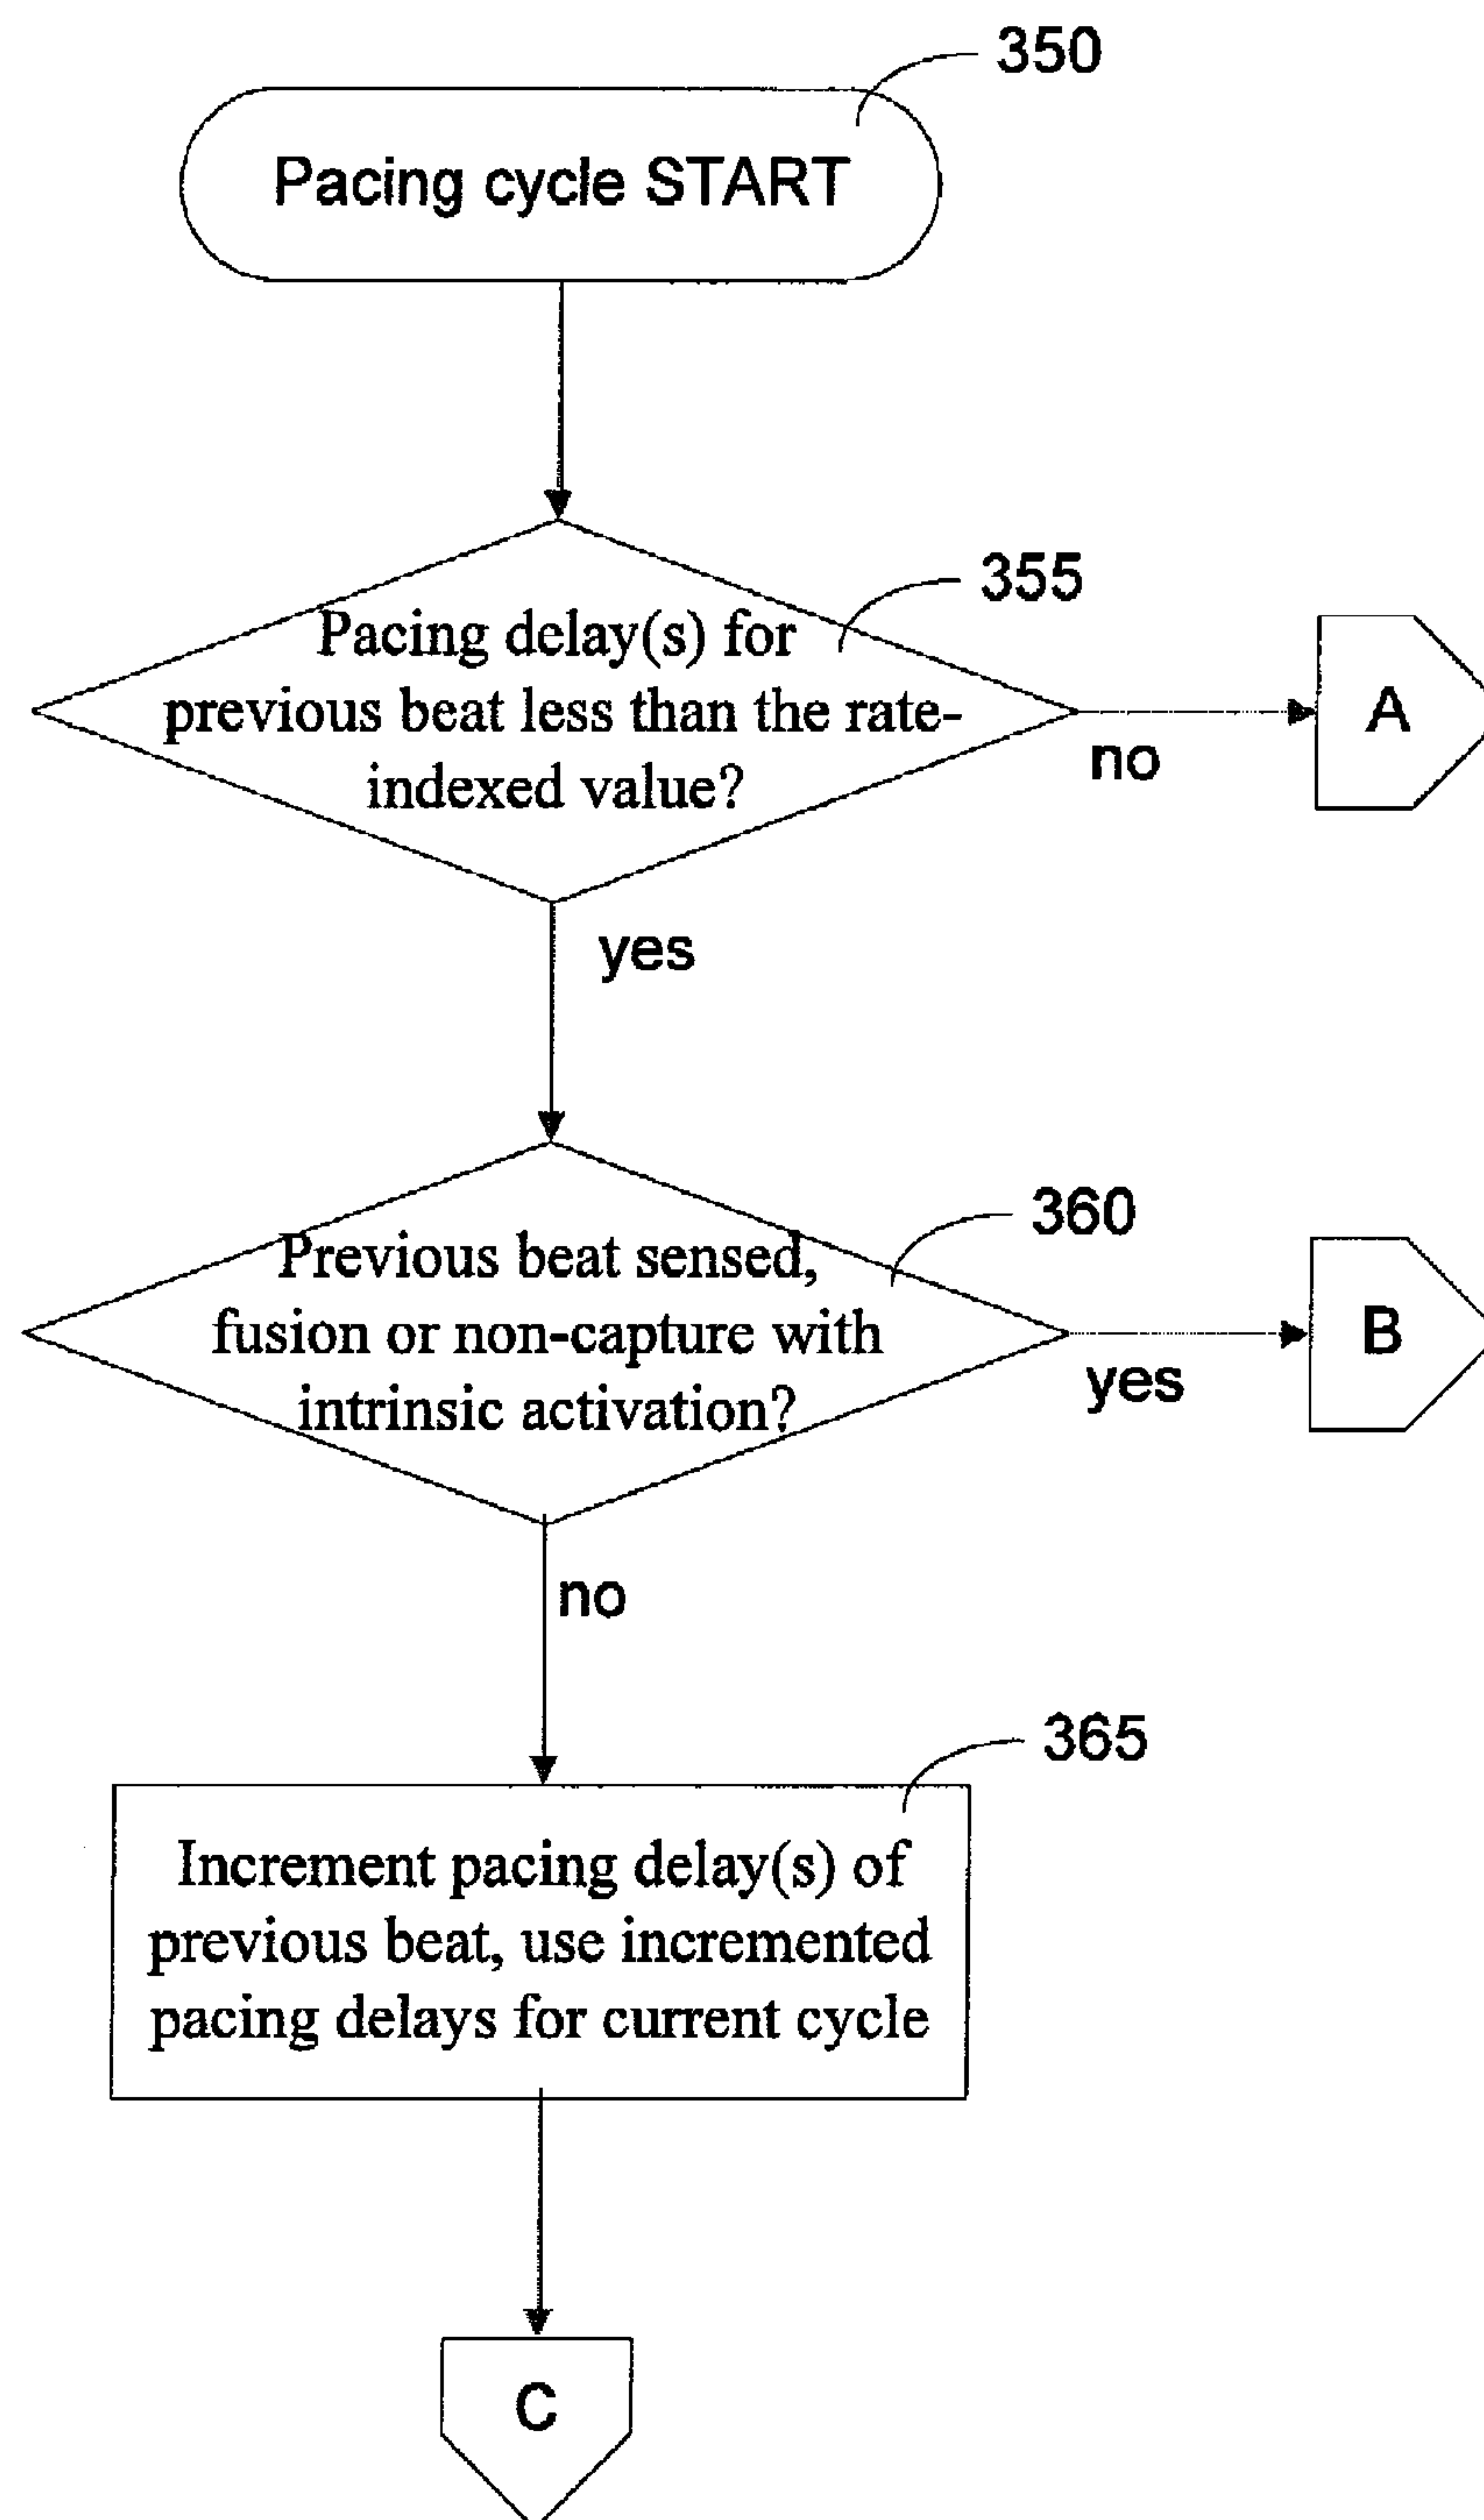 350
Pacing cycle START
355
Pacing delay(s) for
previous beat less than the rate-
indexed value?
A
no
yes
360
Previous beat sensed,
fusion or non-capture with
intrinsic activation?
B
yes
no
365
Increment pacing delay(s) of
previous beat, use incremented
pacing delays for current cycle
C